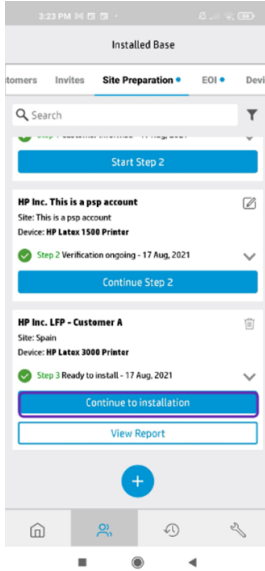 3:23 PM
Installed Base
tomers Invites Site Preparation EOI Devi
Search
Start Step 2
HP Inc. This is a psp account
Site: This is a psp account
Device: HP Latex 1500 Printer
Step 2 Verification ongoing - 17 Aug, 2021
Continue Step 2
HP Inc. LFP - Customer A
Site: Spain
Device: HP Latex 3000 Printer
Step 3 Ready to install - 17 Aug, 2021
Continue to installation
View Report